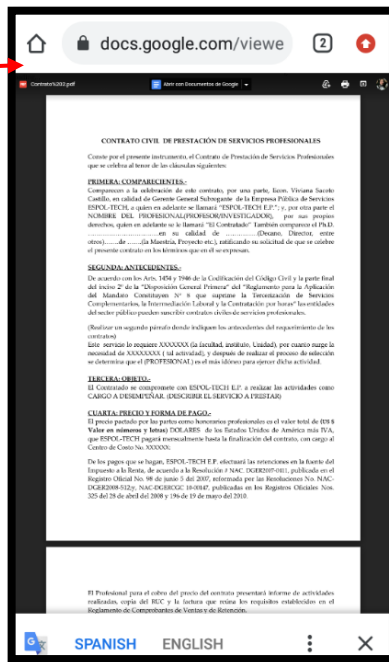 docs.google.com/viewe
2
Contrato%202.pdf
Abrir con Documentos de Google
CONTRATO CIVIL DE PRESTACIÓN DE SERVICIOS PROFESIONALES
Conste por el presente instrumento, el Contrato de Prestación de Servicios Profesionales
que se celebra al tenor de las cláusulas siguientes:
PRIMERA: COMPARECIENTES.-
Comparecen a la celebración de este contrato, por una parte, Econ. Viviana Saceto
Castillo, en calidad de Gerente General Subrogante de la Empresa Pública de Servicios
ESPOL-TECH, a quien en adelante se llamará "ESPOL-TECH E.P."; y, por otra parte el
NOMBRE DEL PROFESIONAL(PROFESOR/INVESTIGADOR), por sus propios
derechos, quien en adelante se le llamará "El Contratado" También comparece el Ph.D.
……………………en su calidad de ……………(Decano, Director, entre
otros)……de ……(la Maestría, Proyecto etc.), ratificando su solicitud de que se celebre
el presente contrato en los términos que en él se expresan.
SEGUNDA: ANTECEDENTES.-
De acuerdo con los Arts. 1454 y 1946 de la Codificación del Código Civil y la parte final
del inciso 2º de la "Disposición General Primera" del "Reglamento para la Aplicación
del Mandato Constituyen Nº 8 que suprime la Tercerización de Servicios
Complementarios, la Intermediación Laboral y la Contratación por horas" las entidades
del sector público pueden suscribir contratos civiles de servicios profesionales.
(Realizar un segundo párrafo donde indiquen los antecedentes del requerimiento de los
contratos)
Este servicio lo requiere XXXXXXX (la facultad, instituto, Unidad), por cuanto surge la
necesidad de XXXXXXXX ( tal actividad), y después de realizar el proceso de selección
se determina que el (PROFESIONAL) es el más idóneo para ejercer dicha actividad.
TERCERA: OBJETO.-
El Contratado se compromete con ESPOL-TECH E.P. a realizar las actividades como
CARGO A DESEMPEÑAR. (DESCRIBIR EL SERVICIO A PRESTAR)
CUARTA: PRECIO Y FORMA DE PAGO.-
El precio pactado por las partes como honorarios profesionales es el valor total de (US $
Valor en números y letras) DOLARES de los Estados Unidos de América más IVA,
que ESPOL-TECH pagará mensualmente hasta la finalización del contrato, con cargo al
Centro de Costo No. XXXXXX.
De los pagos que se hagan, ESPOL-TECH E.P. efectuará las retenciones en la fuente del
Impuesto a la Renta, de acuerdo a la Resolución # NAC. DGER2007-0411, publicada en el
Registro Oficial No. 98 de junio 5 del 2007, reformada por las Resoluciones No. NAC-
DGER2008-512;y, NAC-DGERCGC 10-00147, publicadas en los Registros Oficiales Nos.
325 del 28 de abril del 2008 y 196 de 19 de mayo del 2010.
El Profesional para el cobro del precio del contrato presentará informe de actividades
realizadas, copia del RUC y la factura que reúna los requisitos establecidos en el
Reglamento de Comprobantes de Ventas y de Retención.
SPANISH ENGLISH